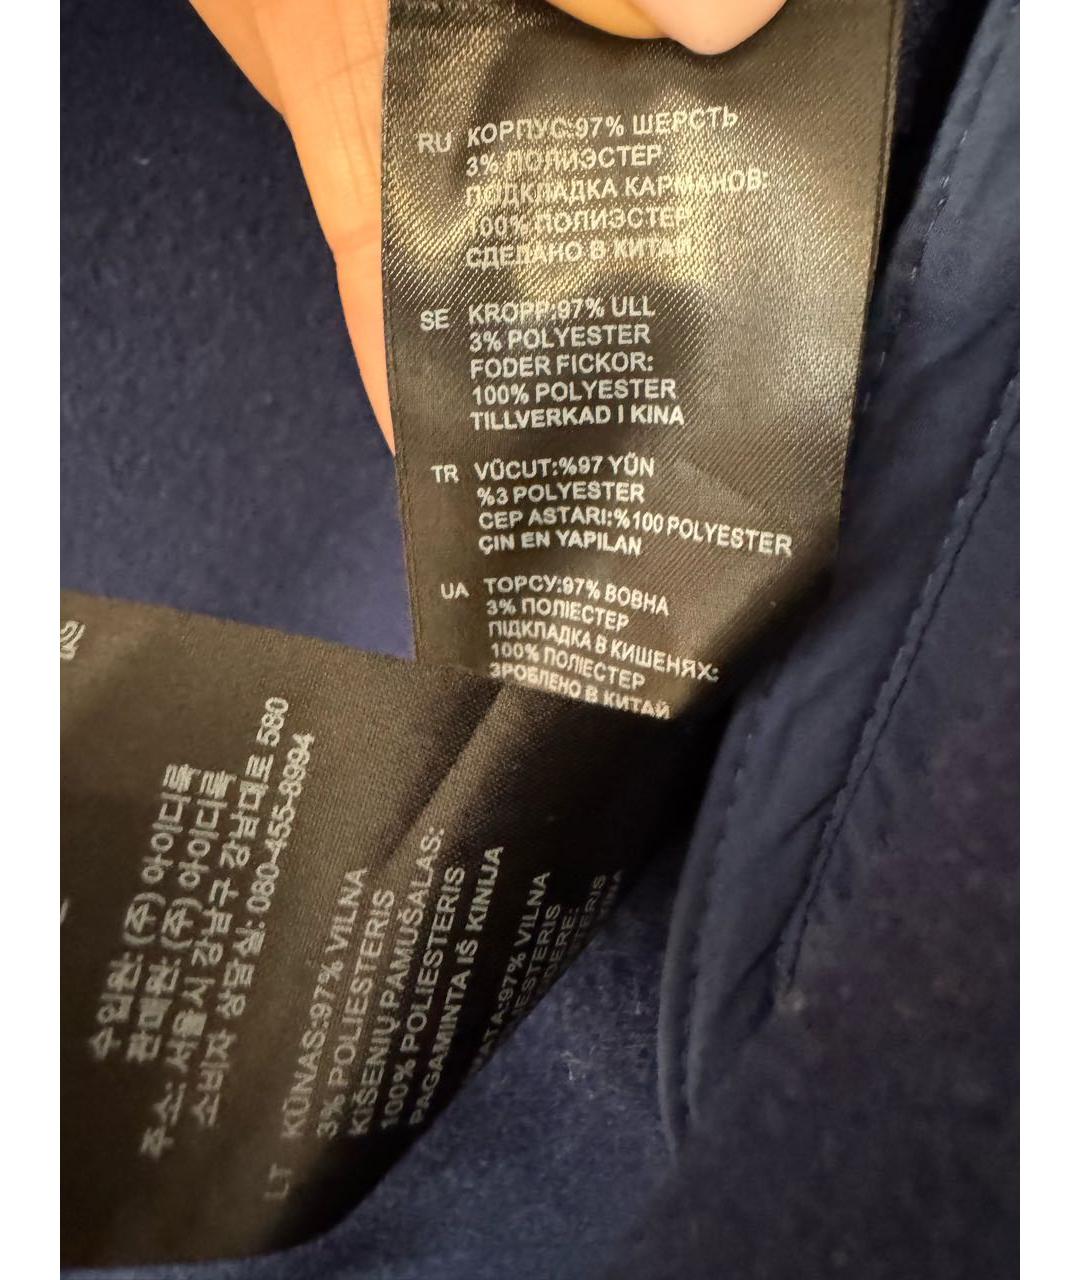 RU КОРПУС:97% ШЕРСТЬ
3% ПОЛИЭСТЕР
ПОДКЛАДКА КАРМАНОВ:
100% ПОЛИЭСТЕР
СДЕЛАНО В КИТАЙ
SE KROPP:97% ULL
3% POLYESTER
FODER FICKOR:
100% POLYESTER
TILLVERKAD I KINA
TR VÜCUT:%97 YÜN
%3 POLYESTER
CEP ASTARI:%100 POLYESTER
ÇIN EN YAPILAN
UA ТОРСУ:97% ВОВНА
3% ПОЛІЕСТЕР
ПІДКЛАДКА В КИШЕНЯХ:
100% ПОЛІЕСТЕР
ЗРОБЛЕНО В КИТАЙ
수입원: (주) 아이디룩
판매원: (주) 아이디룩
주소: 서울시 강남구 강남대로 580
소비자 상담실: 080-455-8994
LT KŪNAS:97% VILNA
3% POLIESTERIS
KIŠENIŲ PAMUŠALAS:
100% POLIESTERIS
PAGAMINTA IŠ KINIJA
:97% VILNA